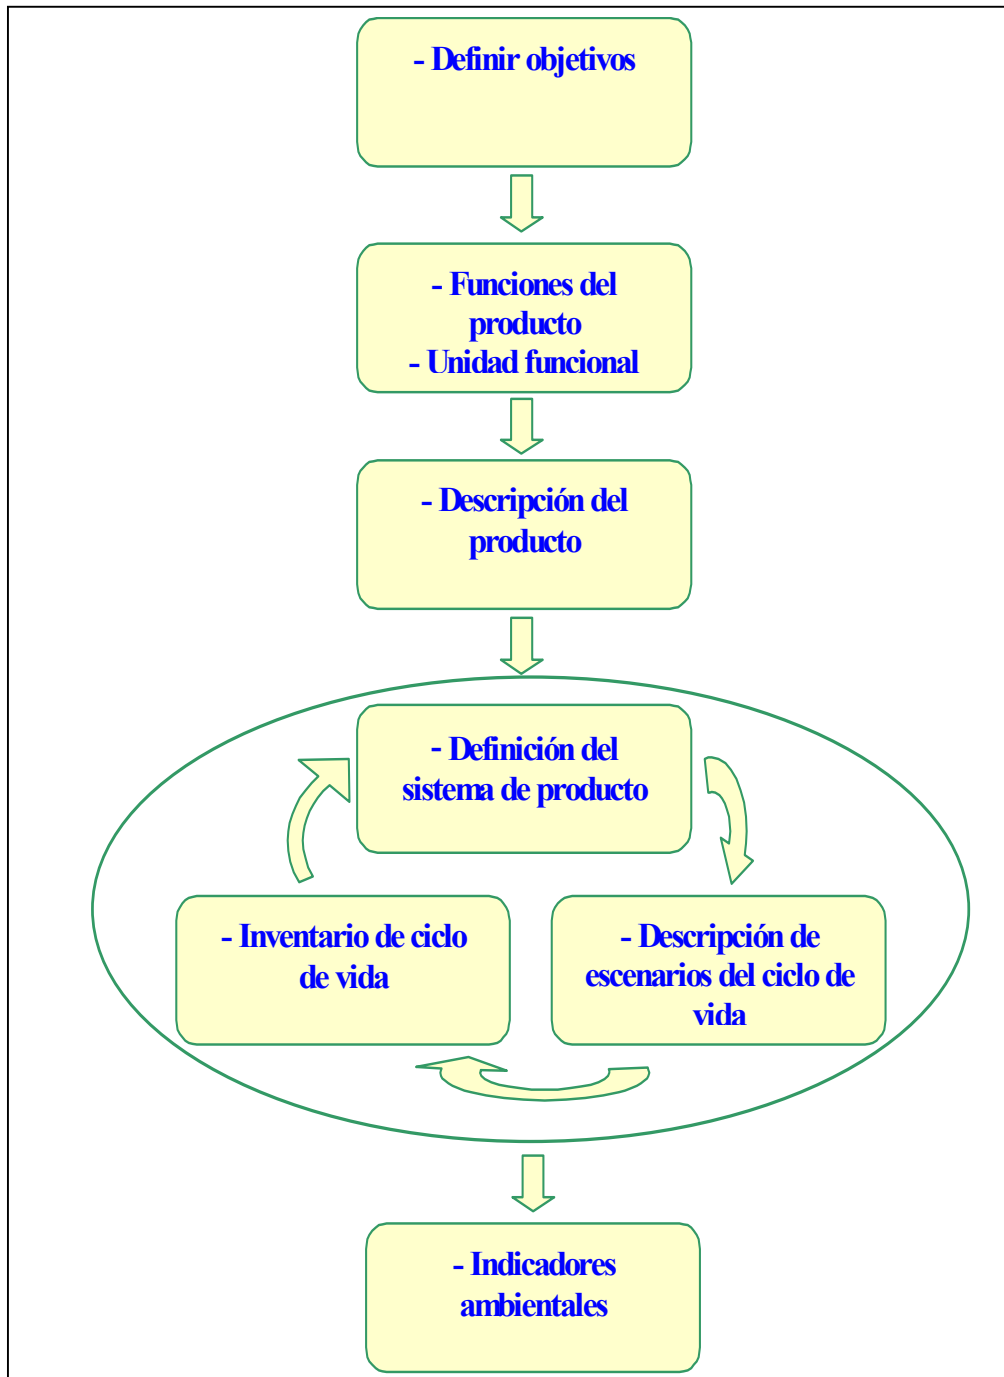 - Definir objetivos
- Funciones del
producto
- Unidad funcional
- Descripción del
producto
- Definición del
sistema de producto
- Inventario de ciclo
de vida
- Descripción de
escenarios del ciclo de
vida
- Indicadores
ambientales